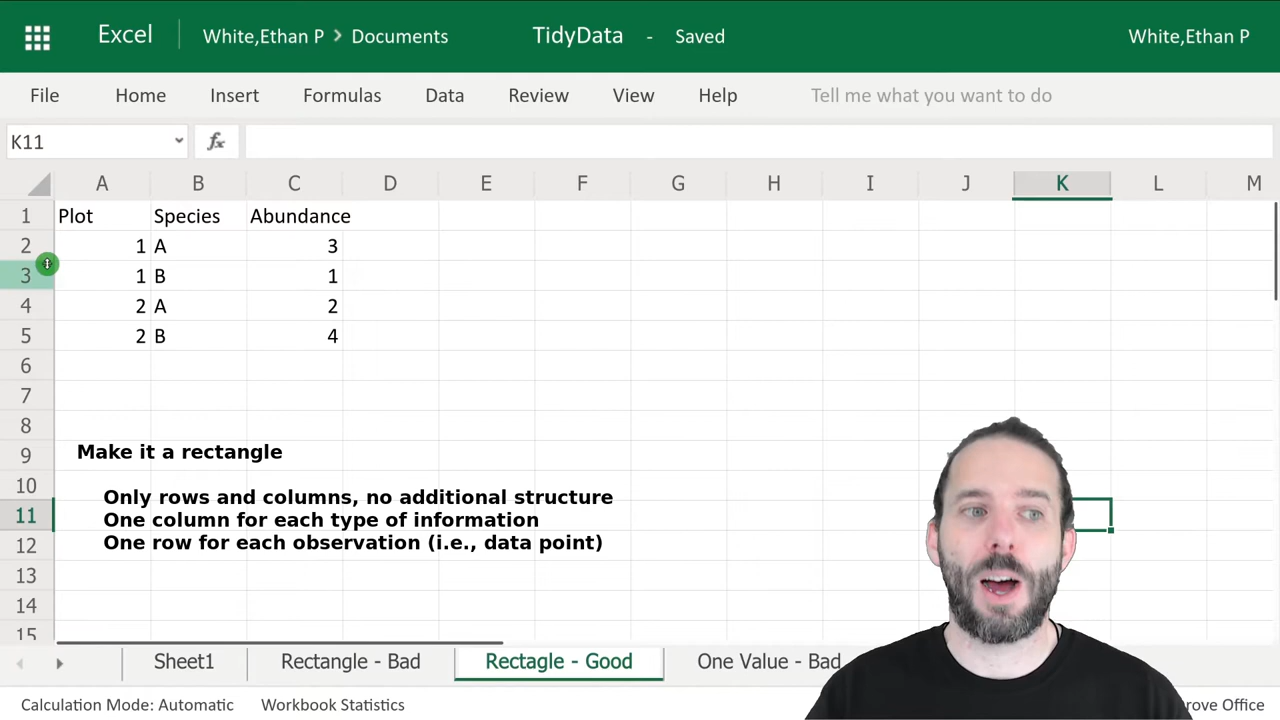 Excel White,Ethan P > Documents TidyData - Saved White,Ethan P
File Home Insert Formulas Data Review View Help Tell me what you want to do
K11 fx
A B C D E F G H I J K L M
1 Plot Species Abundance
2 1 A 3
3 1 B 1
4 2 A 2
5 2 B 4
6
7
8
9
10
11
12
13
14
15
Make it a rectangle
Only rows and columns, no additional structure
One column for each type of information
One row for each observation (i.e., data point)
Sheet1 Rectangle - Bad Rectagle - Good One Value - Bad
Calculation Mode: Automatic Workbook Statistics Office